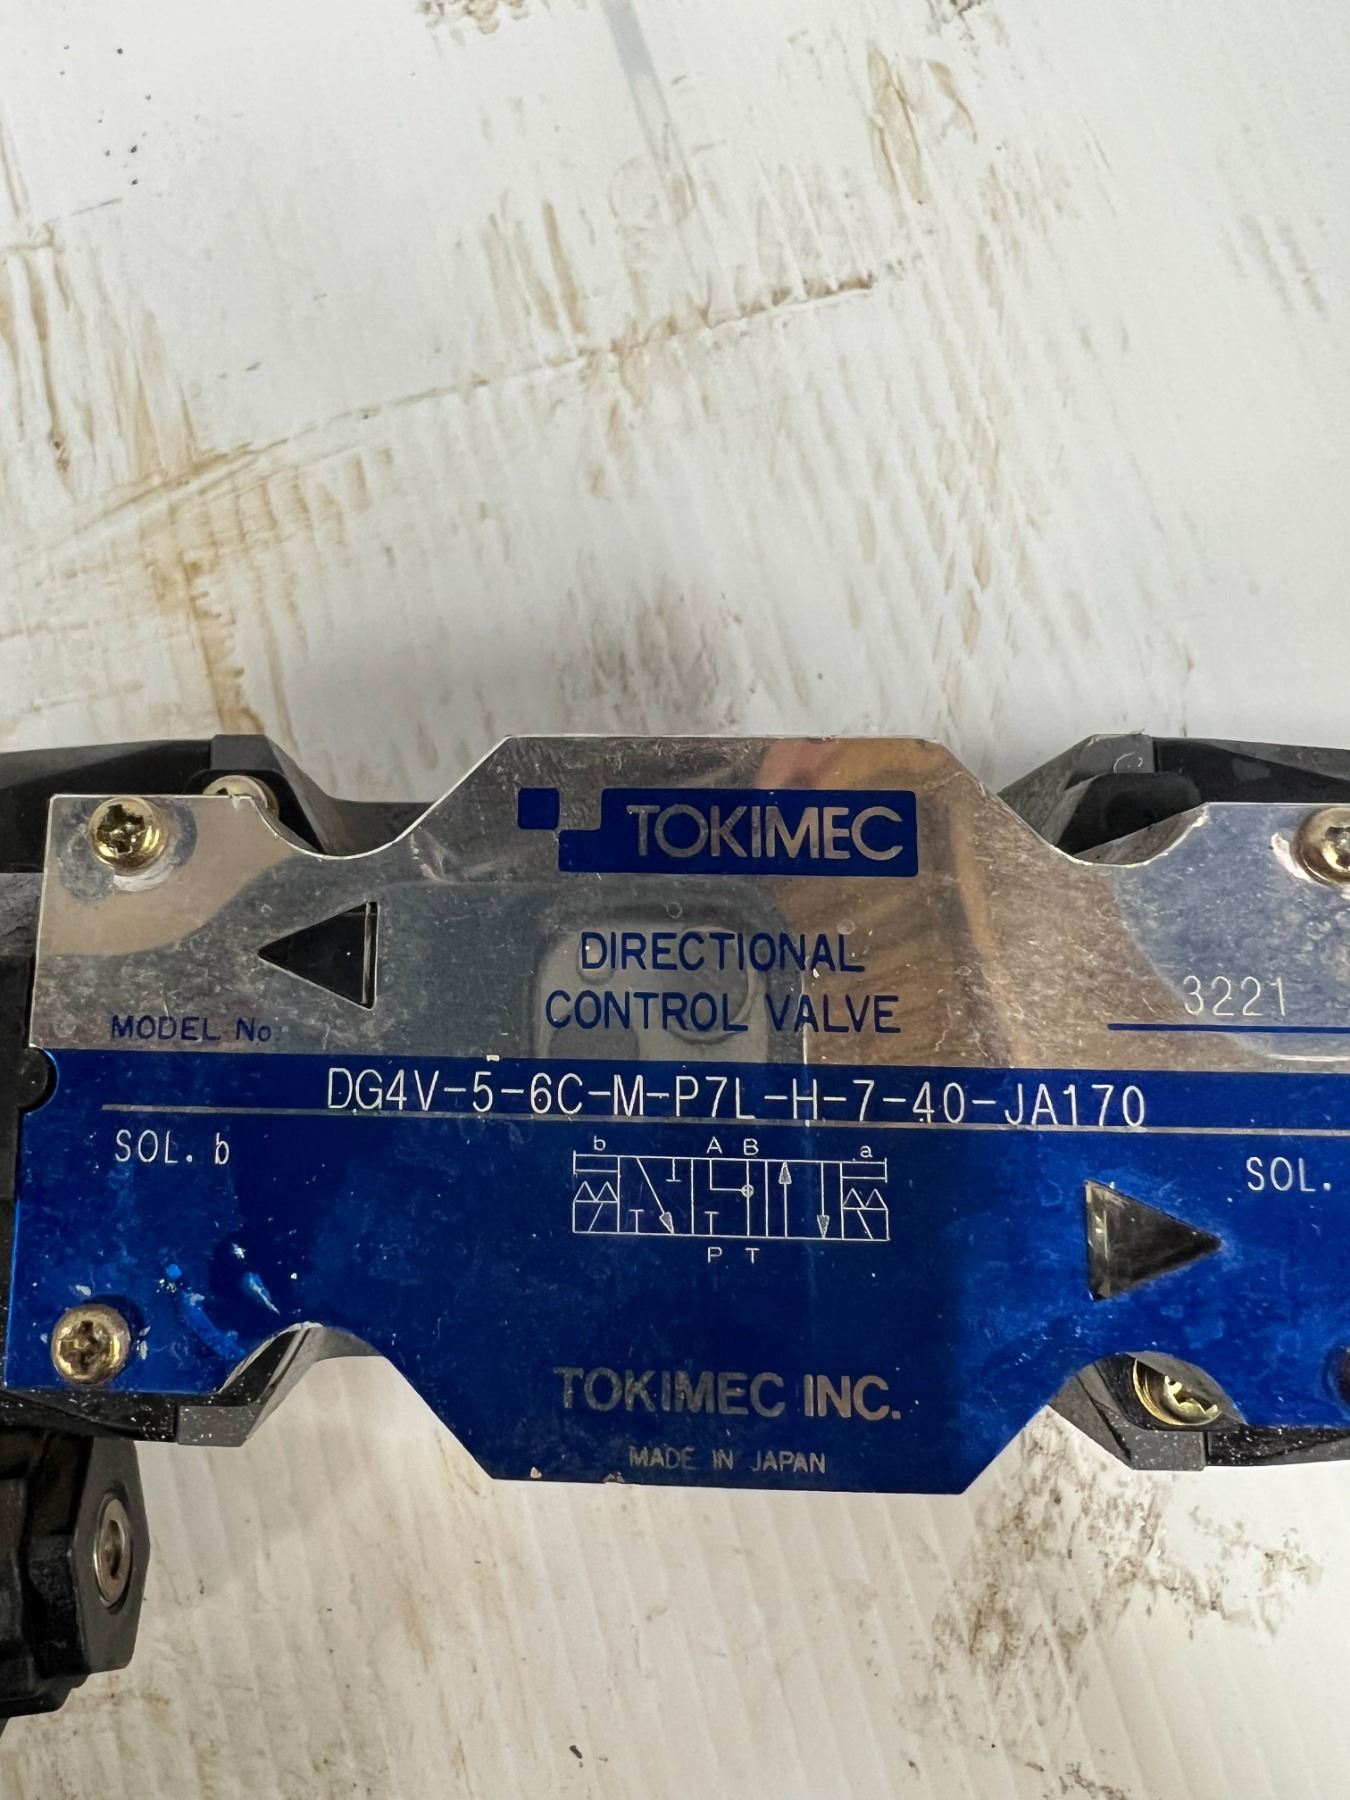 TOKIMEC
DIRECTIONAL
CONTROL VALVE
3221
MODEL No.
DG4V-5-6C-M-P7L-H-7-40-JA170
SOL. b
b A B a
SOL.
P T
TOKIMEC INC.
MADE IN JAPAN